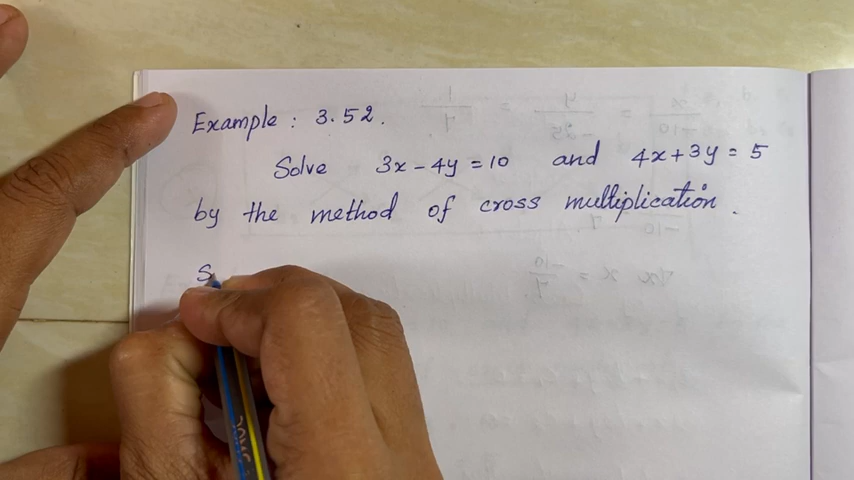 Example : 3.52.
Solve 3x - 4y = 10 and 4x + 3y = 5
by the method of cross multiplication.
S